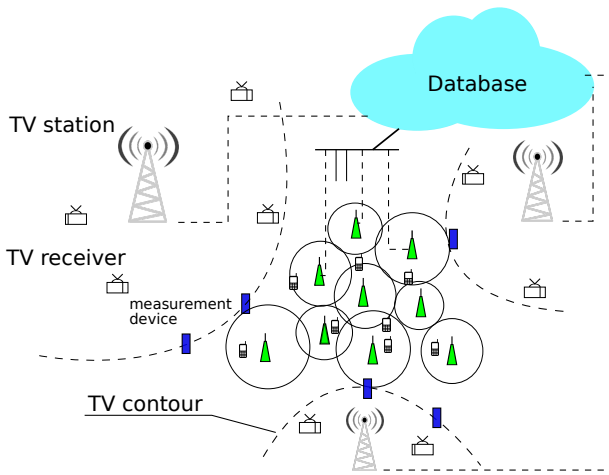 Database
TV station
TV receiver
measurement
device
TV contour